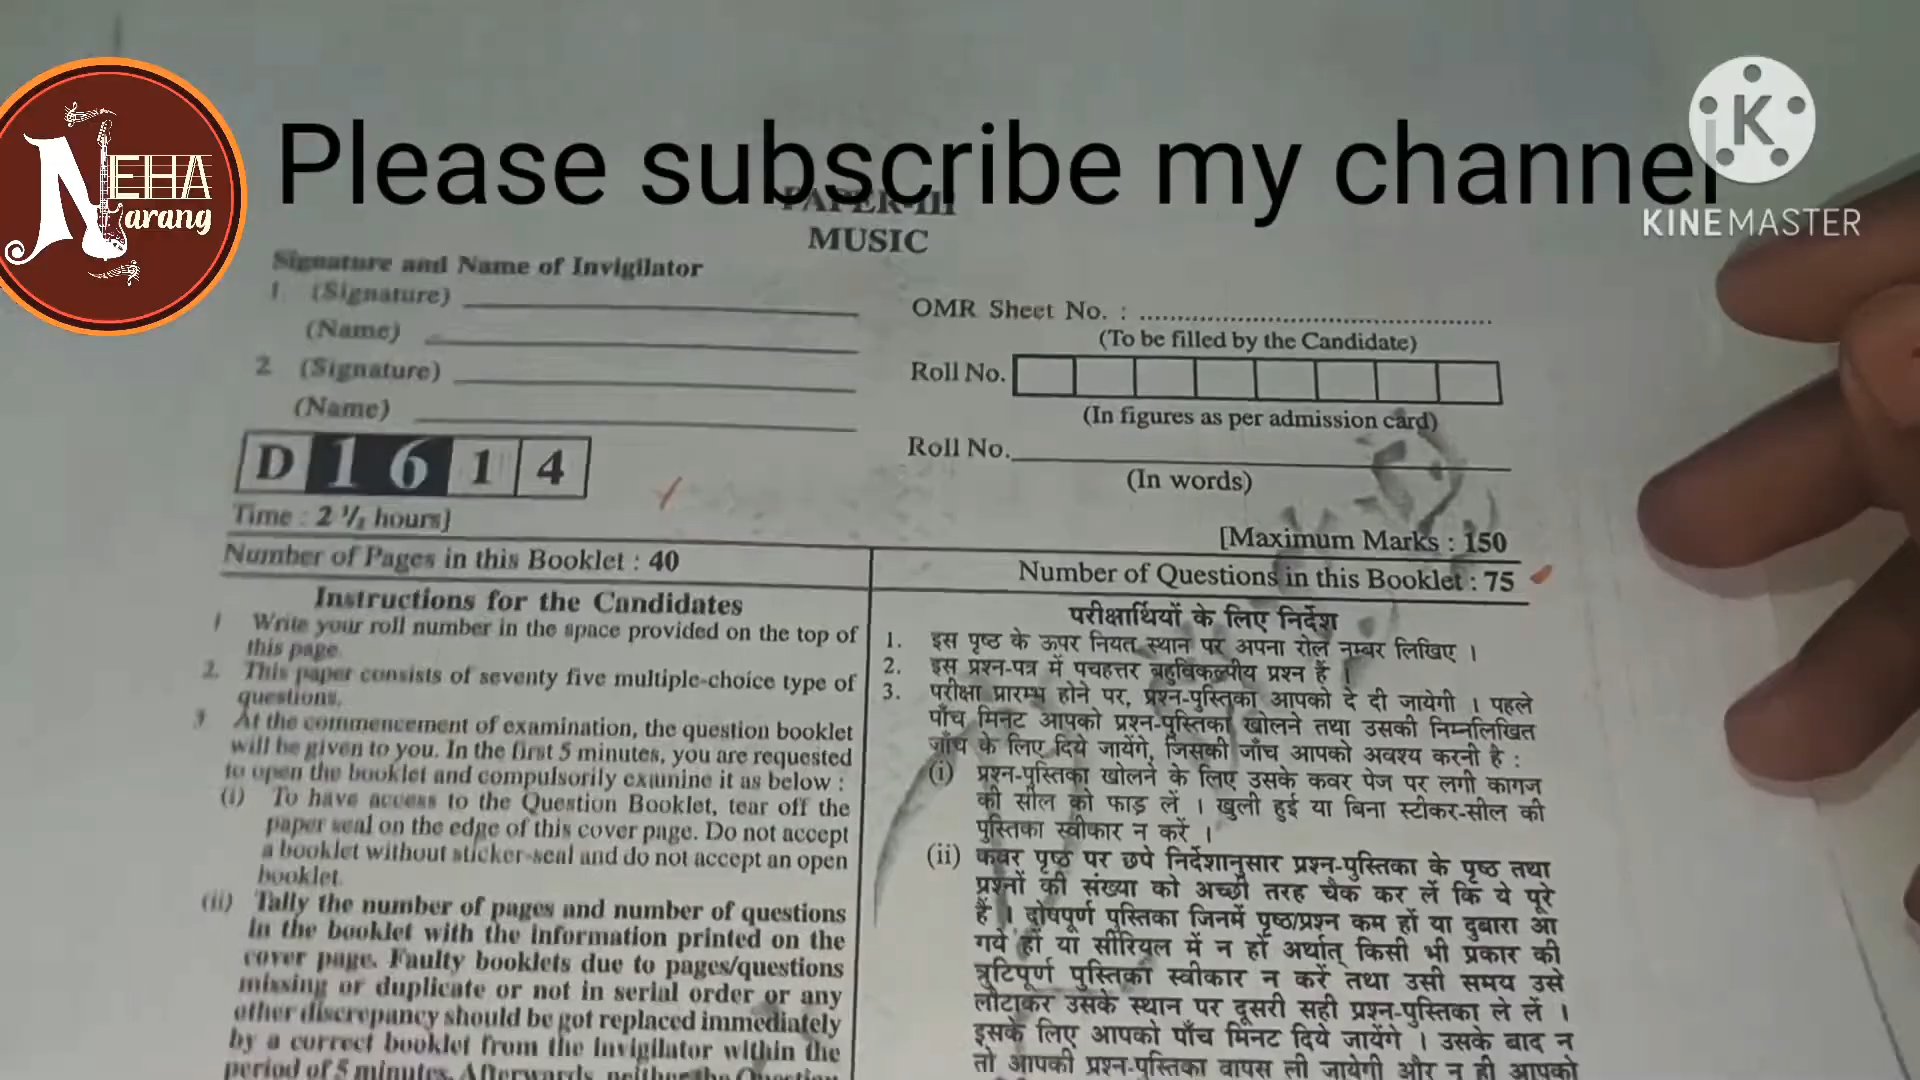 NEHA
Narang
Please subscribe my channel
K
KINEMASTER
PAPER-III
MUSIC
Signature and Name of Invigilator
1. (Signature)
(Name)
2. (Signature)
(Name)
OMR Sheet No. : ................................................
(To be filled by the Candidate)
Roll No.
(In figures as per admission card)
Roll No.
(In words)
D 1 6 1 4
Time : 2 1/2 hours]
[Maximum Marks : 150
Number of Pages in this Booklet : 40
Number of Questions in this Booklet : 75
Instructions for the Candidates
1. Write your roll number in the space provided on the top of
this page.
2. This paper consists of seventy five multiple-choice type of
questions.
3. At the commencement of examination, the question booklet
will be given to you. In the first 5 minutes, you are requested
to open the booklet and compulsorily examine it as below :
(i) To have access to the Question Booklet, tear off the
paper seal on the edge of this cover page. Do not accept
a booklet without sticker-seal and do not accept an open
booklet.
(ii) Tally the number of pages and number of questions
in the booklet with the information printed on the
cover page. Faulty booklets due to pages/questions
missing or duplicate or not in serial order or any
other discrepancy should be got replaced immediately
by a correct booklet from the invigilator within the
period of 5 minutes. Afterwards, neither the Question
परीक्षार्थियों के लिए निर्देश
1. इस पृष्ठ के ऊपर नियत स्थान पर अपना रोल नम्बर लिखिए ।
2. इस प्रश्न-पत्र में पचहत्तर बहुविकल्पीय प्रश्न हैं ।
3. परीक्षा प्रारम्भ होने पर, प्रश्न-पुस्तिका आपको दे दी जायेगी । पहले
पाँच मिनट आपको प्रश्न-पुस्तिका खोलने तथा उसकी निम्नलिखित
जाँच के लिए दिये जायेंगे, जिसकी जाँच आपको अवश्य करनी है :
(i) प्रश्न-पुस्तिका खोलने के लिए उसके कवर पेज पर लगी कागज
की सील को फाड़ लें । खुली हुई या बिना स्टीकर-सील की
पुस्तिका स्वीकार न करें ।
(ii) कवर पृष्ठ पर छपे निर्देशानुसार प्रश्न-पुस्तिका के पृष्ठ तथा
प्रश्नों की संख्या को अच्छी तरह चैक कर लें कि ये पूरे
हैं । दोषपूर्ण पुस्तिका जिनमें पृष्ठ/प्रश्न कम हों या दुबारा आ
गये हों या सीरियल में न हों अर्थात् किसी भी प्रकार की
त्रुटिपूर्ण पुस्तिका स्वीकार न करें तथा उसी समय उसे
लौटाकर उसके स्थान पर दूसरी सही प्रश्न-पुस्तिका ले लें ।
इसके लिए आपको पाँच मिनट दिये जायेंगे । उसके बाद न
तो आपकी प्रश्न-पुस्तिका वापस ली जायेगी और न ही आपको